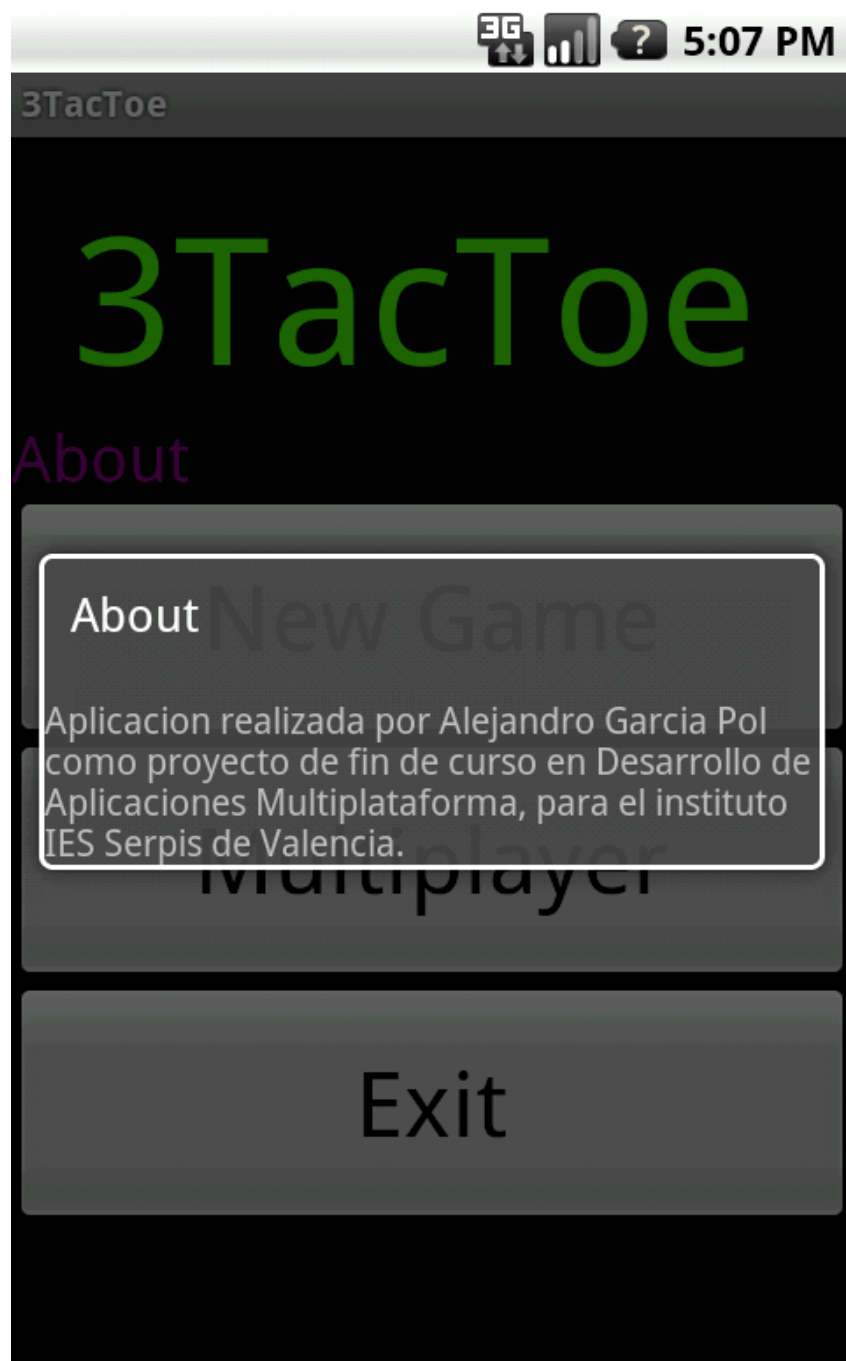 3G ? 5:07 PM
3TacToe
3TacToe
About
New Game
About
Aplicacion realizada por Alejandro Garcia Pol
como proyecto de fin de curso en Desarrollo de
Aplicaciones Multiplataforma, para el instituto
IES Serpis de Valencia.
Multiplayer
Exit